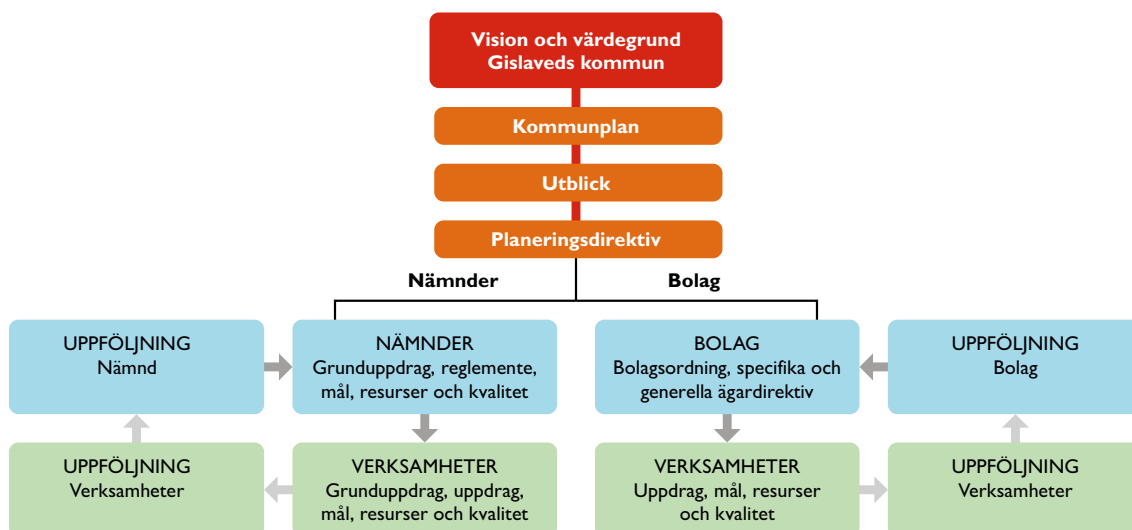 Vision och värdegrund
Gislaveds kommun
Kommunplan
Utblick
Planeringsdirektiv
Nämnder
Bolag
UPPFÖLJNING
Nämnd
NÄMNDER
Grunduppdrag, reglemente,
mål, resurser och kvalitet
BOLAG
Bolagsordning, specifika och
generella ägardirektiv
UPPFÖLJNING
Bolag
UPPFÖLJNING
Verksamheter
VERKSAMHETER
Grunduppdrag, uppdrag,
mål, resurser och kvalitet
VERKSAMHETER
Uppdrag, mål, resurser
och kvalitet
UPPFÖLJNING
Verksamheter